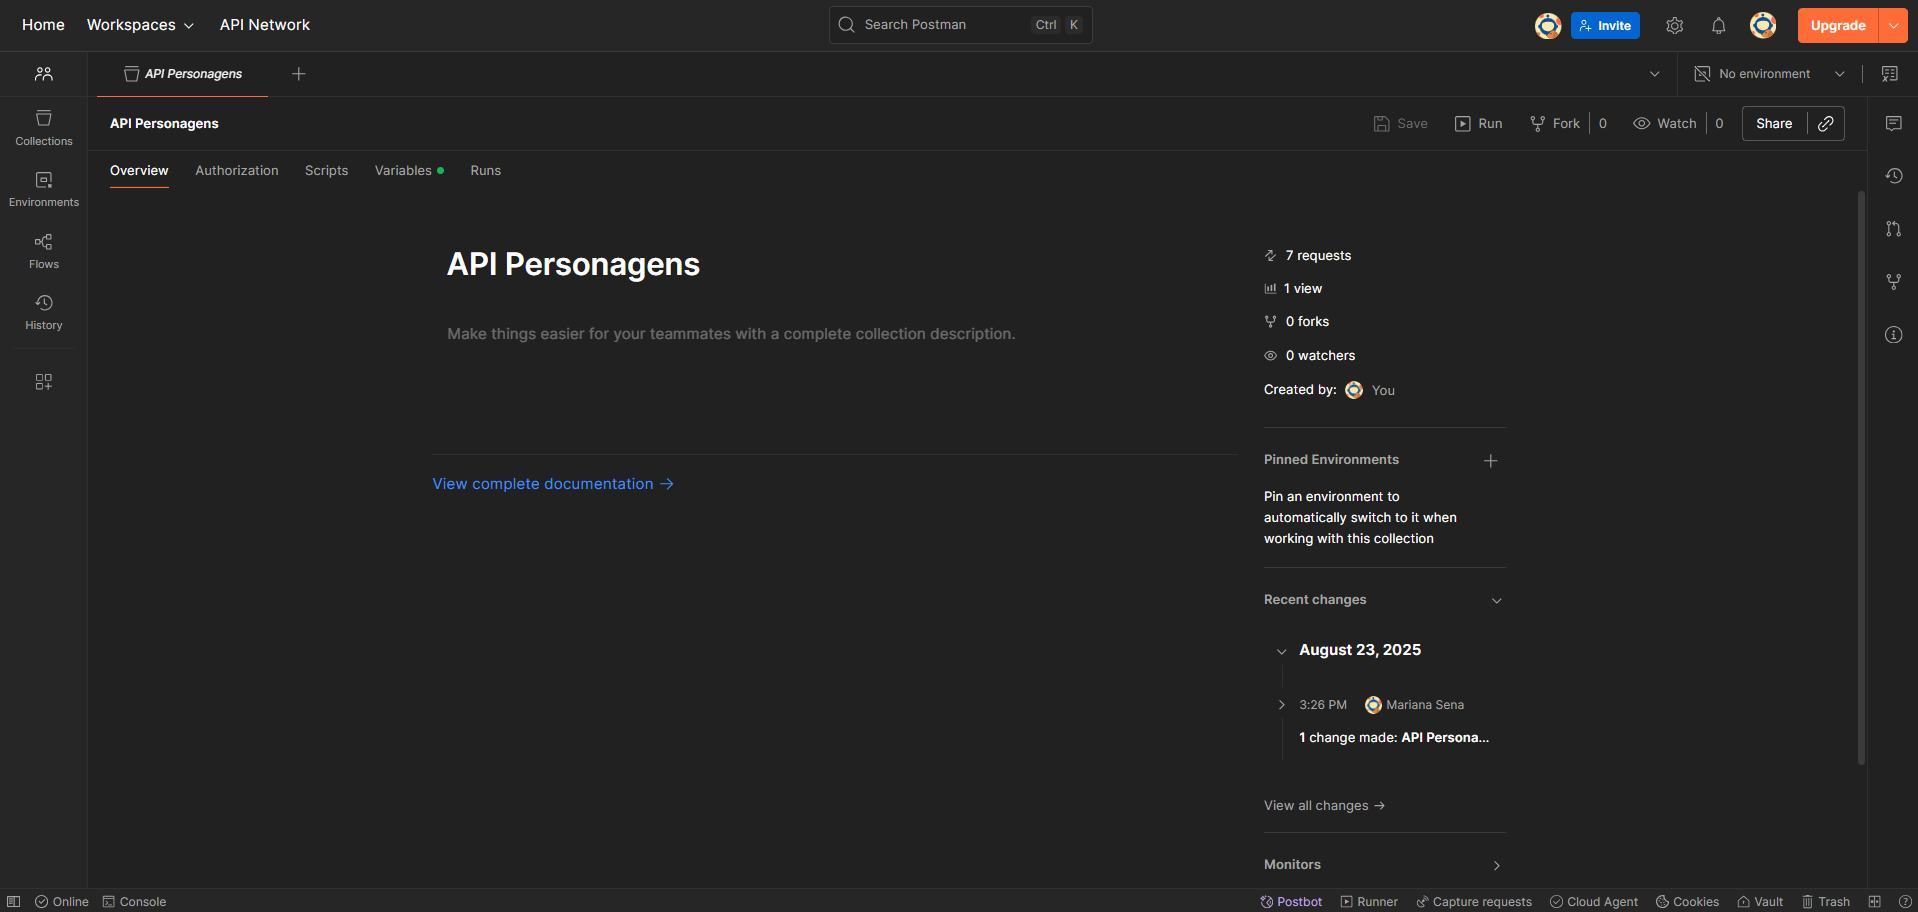 Home Workspaces API Network Search Postman Ctrl K Invite Upgrade
API Personagens No environment
API Personagens Save Run Fork 0 Watch 0 Share
Overview Authorization Scripts Variables Runs
Collections
Environments
Flows
History
API Personagens
Make things easier for your teammates with a complete collection description.
View complete documentation →
7 requests
1 view
0 forks
0 watchers
Created by: You
Pinned Environments
Pin an environment to
automatically switch to it when
working with this collection
Recent changes
August 23, 2025
3:26 PM Mariana Sena
1 change made: API Persona...
View all changes →
Monitors
Online Console Postbot Runner Capture requests Cloud Agent Cookies Vault Trash